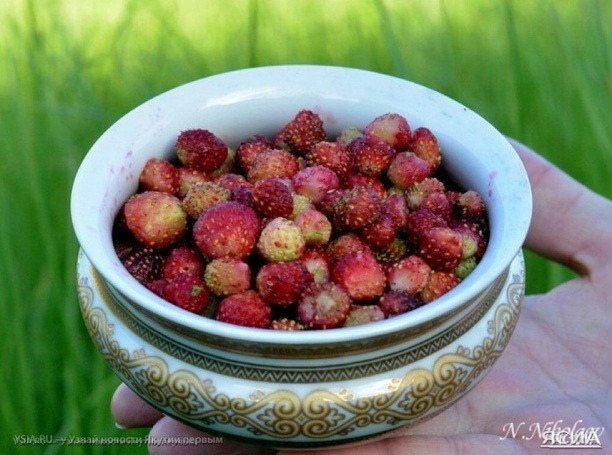 YSIA.RU — Узнай новости Якутии первым
N.Nikolaev
ЯСИА